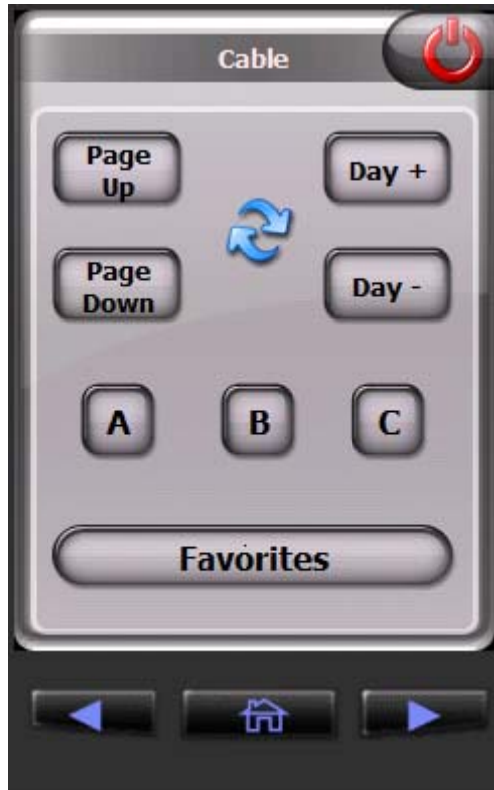 Cable
Page
Up
Day +
Page
Down
Day -
A
B
C
Favorites